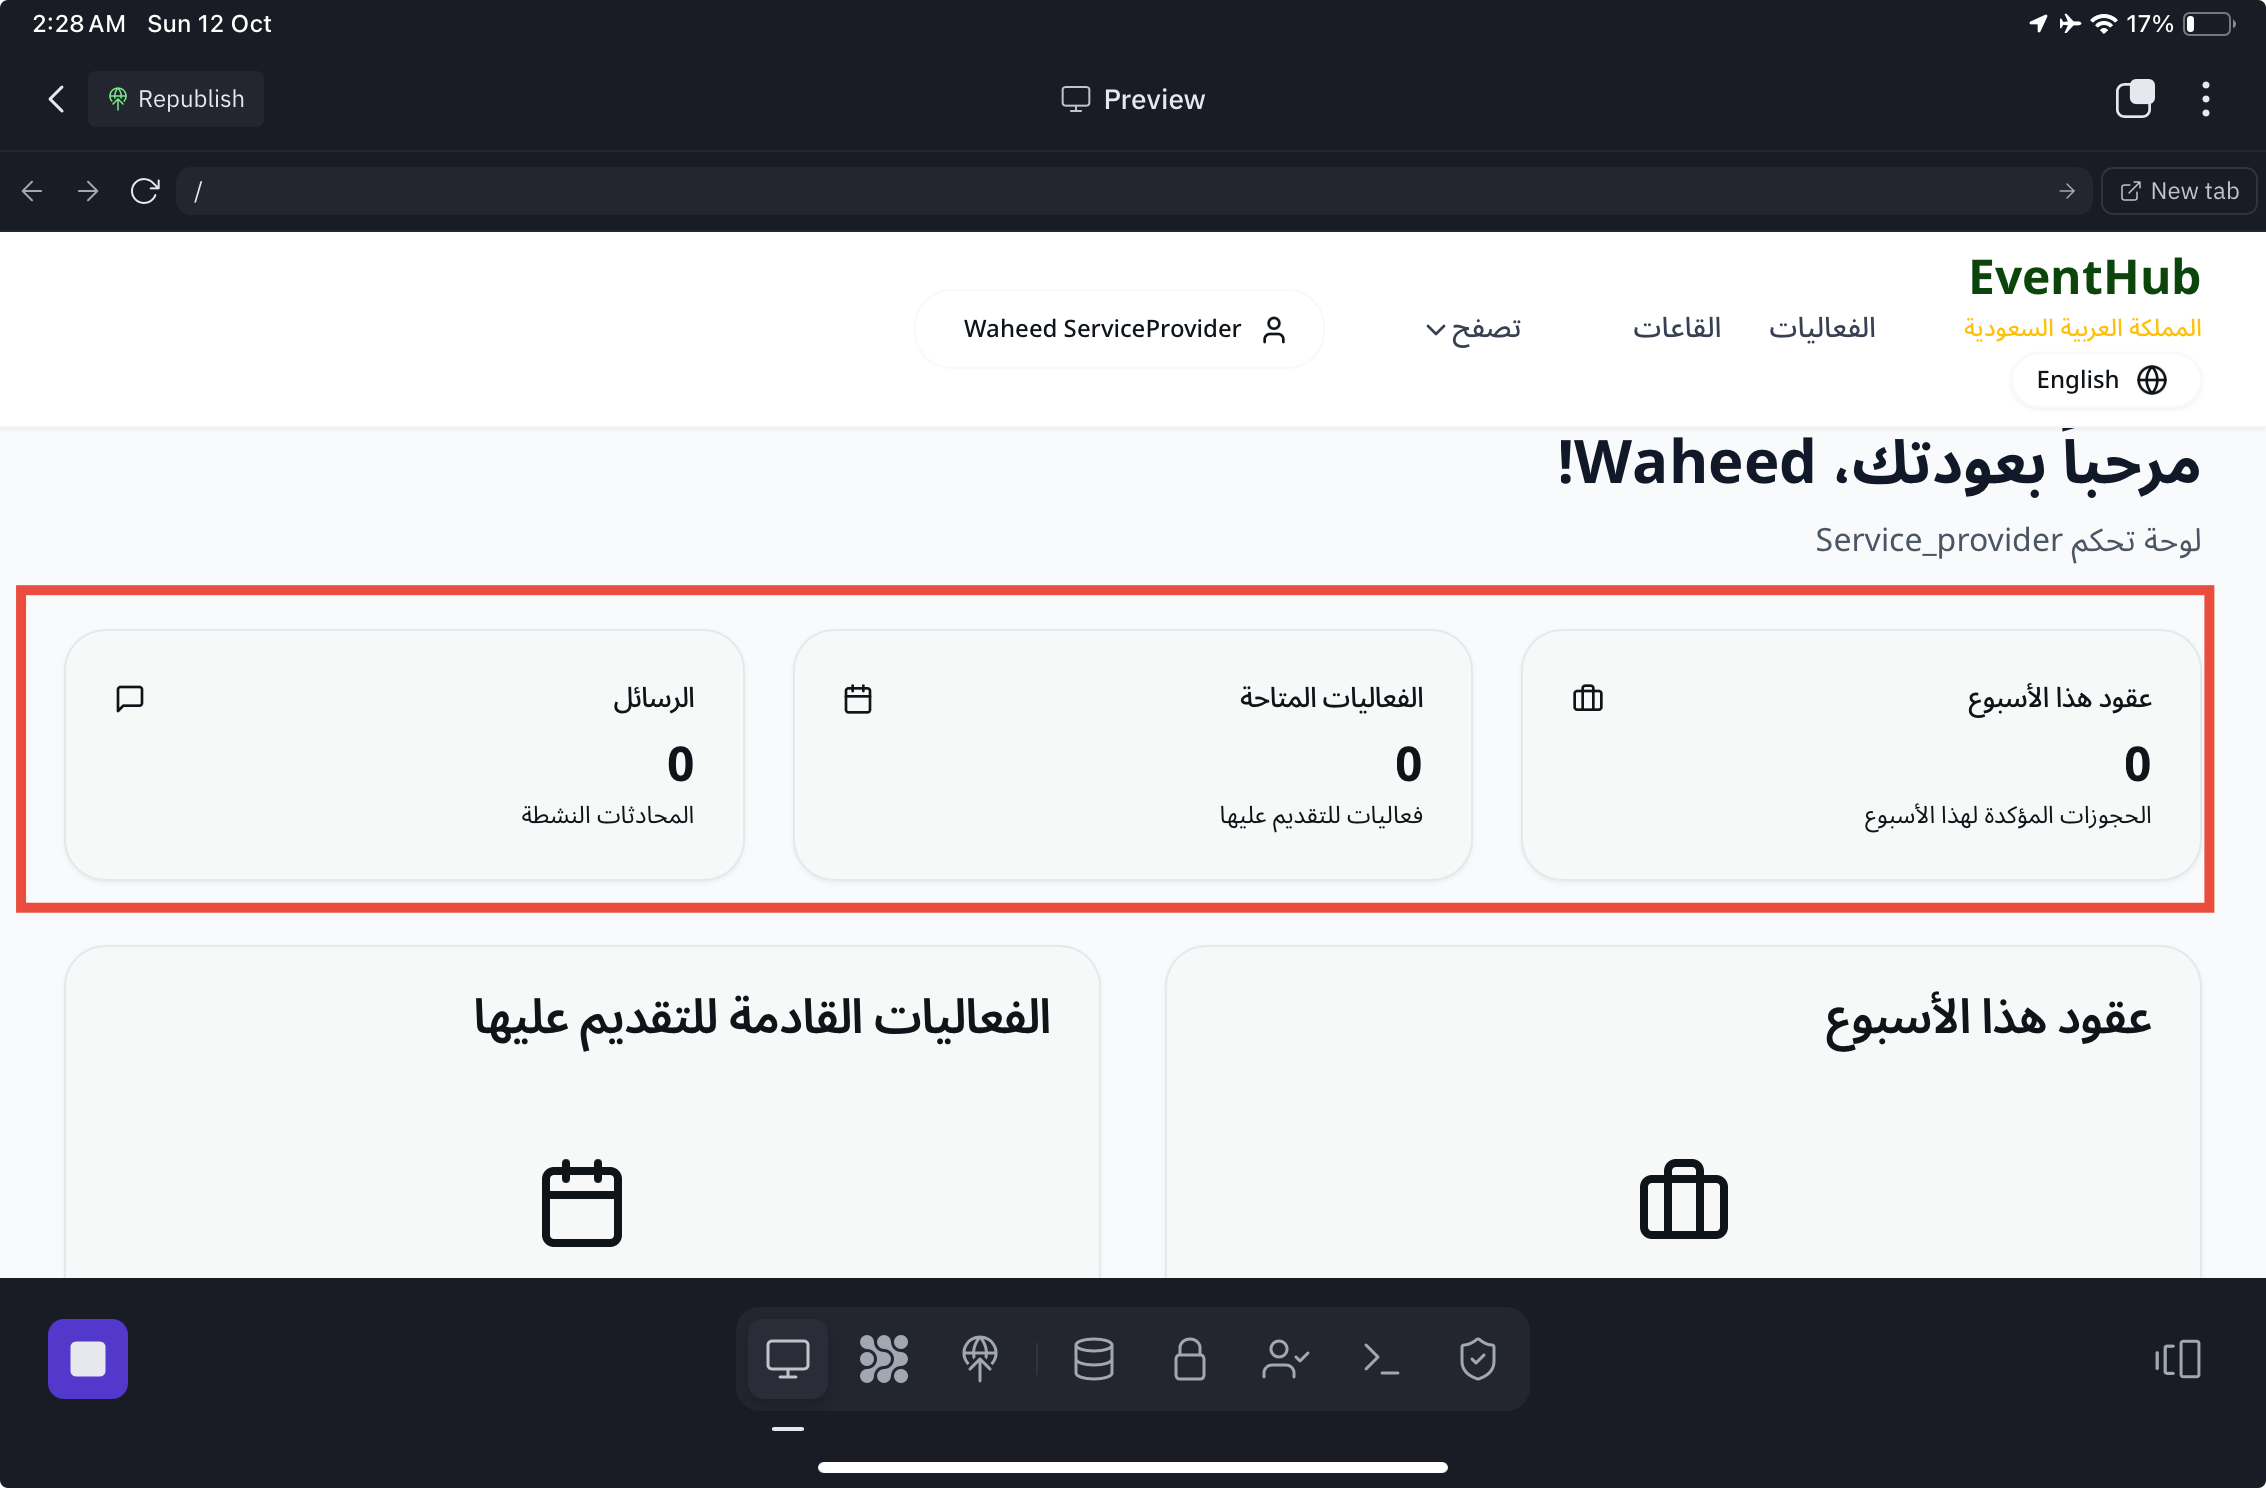 2:28 AM Sun 12 Oct
17%
Republish
Preview
/
New tab
EventHub
المملكة العربية السعودية
English
الفعاليات
القاعات
تصفح
Waheed ServiceProvider
مرحباً بعودتك، Waheed!
لوحة تحكم Service_provider
عقود هذا الأسبوع
0
الحجوزات المؤكدة لهذا الأسبوع
الفعاليات المتاحة
0
فعاليات للتقديم عليها
الرسائل
0
المحادثات النشطة
عقود هذا الأسبوع
الفعاليات القادمة للتقديم عليها